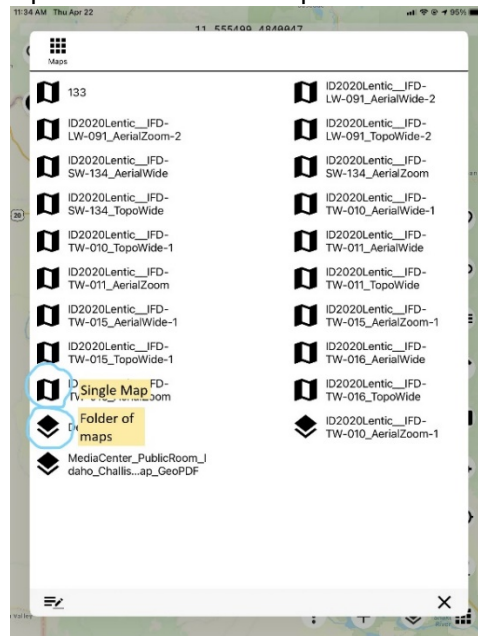 11:34 AM Thu Apr 22
95%
11 555499 4849947
Maps
133
ID2020Lentic__IFD-
LW-091_AerialWide-2
ID2020Lentic__IFD-
LW-091_AerialZoom-2
ID2020Lentic__IFD-
LW-091_TopoWide-2
ID2020Lentic__IFD-
SW-134_AerialWide
ID2020Lentic__IFD-
SW-134_AerialZoom
ID2020Lentic__IFD-
SW-134_TopoWide
ID2020Lentic__IFD-
TW-010_AerialWide-1
ID2020Lentic__IFD-
TW-010_TopoWide-1
ID2020Lentic__IFD-
TW-011_AerialWide
ID2020Lentic__IFD-
TW-011_AerialZoom
ID2020Lentic__IFD-
TW-011_TopoWide
ID2020Lentic__IFD-
TW-015_AerialWide-1
ID2020Lentic__IFD-
TW-015_AerialZoom-1
ID2020Lentic__IFD-
TW-015_TopoWide-1
ID2020Lentic__IFD-
TW-016_AerialWide
FD-
Single Map
ID2020Lentic__IFD-
TW-016_TopoWide
Folder of
maps
ID2020Lentic__IFD-
TW-010_AerialZoom-1
MediaCenter_PublicRoom_I
daho_Challis...ap_GeoPDF
20